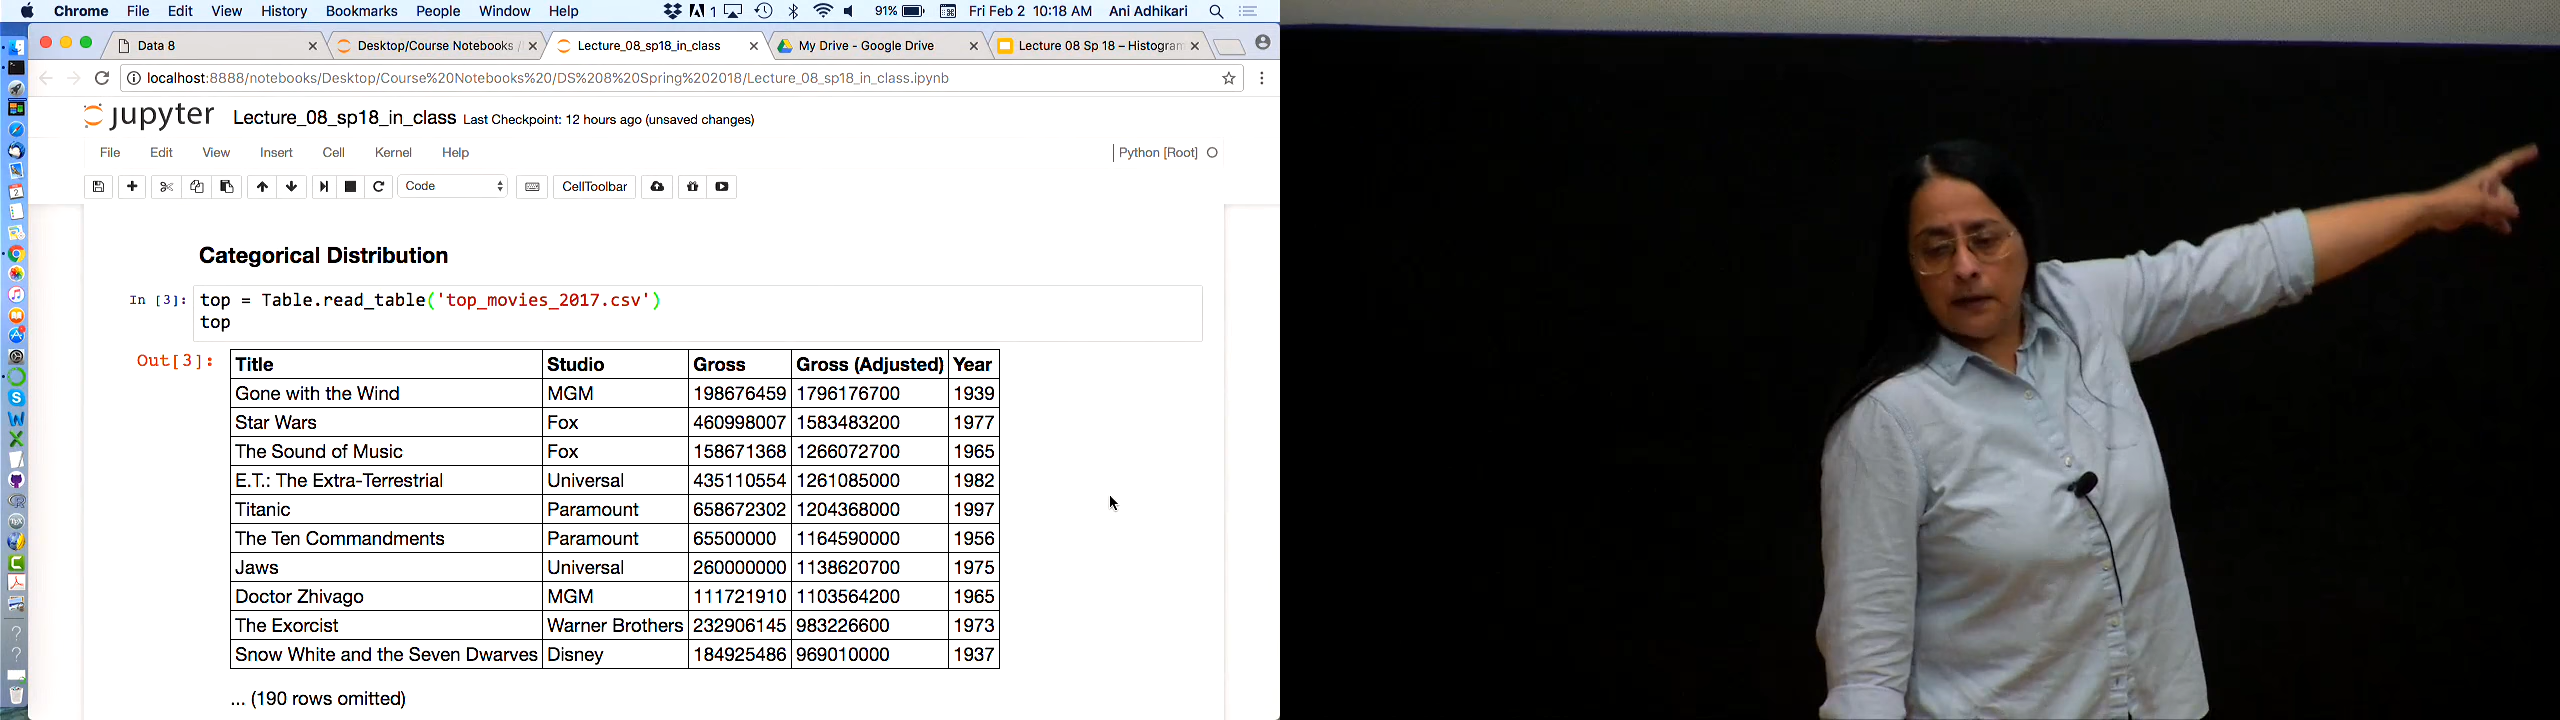 Chrome File Edit View History Bookmarks People Window Help 1 91% Fri Feb 2 10:18 AM Ani Adhikari
Data 8 Desktop/Course Notebooks / Lecture_08_sp18_in_class My Drive - Google Drive Lecture 08 Sp 18 – Histogram
localhost:8888/notebooks/Desktop/Course%20Notebooks%20/DS%208%20Spring%202018/Lecture_08_sp18_in_class.ipynb
jupyter Lecture_08_sp18_in_class Last Checkpoint: 12 hours ago (unsaved changes)
File Edit View Insert Cell Kernel Help Python [Root]
Code CellToolbar
Categorical Distribution
In [3]: top = Table.read_table('top_movies_2017.csv')
top
Out[3]: Title Studio Gross Gross (Adjusted) Year
Gone with the Wind MGM 198676459 1796176700 1939
Star Wars Fox 460998007 1583483200 1977
The Sound of Music Fox 158671368 1266072700 1965
E.T.: The Extra-Terrestrial Universal 435110554 1261085000 1982
Titanic Paramount 658672302 1204368000 1997
The Ten Commandments Paramount 65500000 1164590000 1956
Jaws Universal 260000000 1138620700 1975
Doctor Zhivago MGM 111721910 1103564200 1965
The Exorcist Warner Brothers 232906145 983226600 1973
Snow White and the Seven Dwarves Disney 184925486 969010000 1937
... (190 rows omitted)